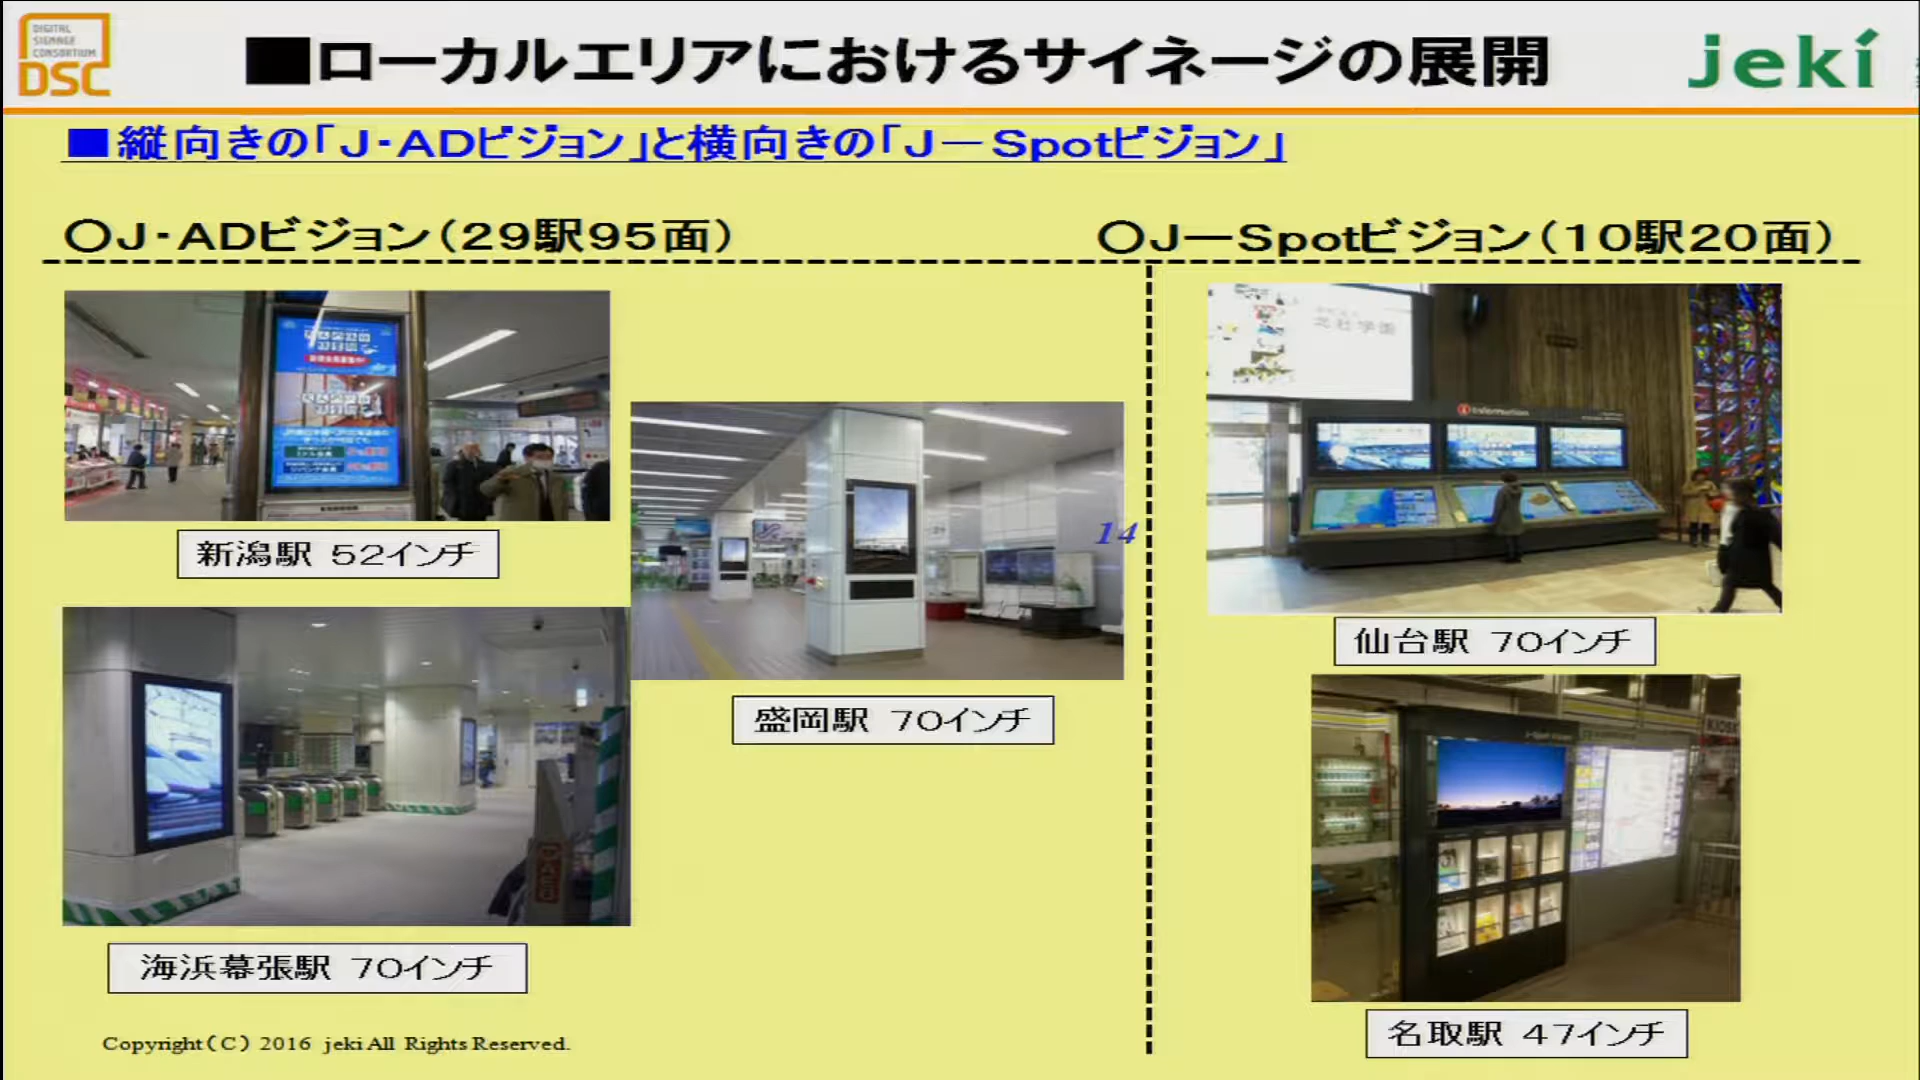 DIGITAL
SIGNAGE
CONSORTIUM
DSC
■ローカルエリアにおけるサイネージの展開
jeki
■縦向きの「J・ADビジョン」と横向きの「J－Spotビジョン」
〇J・ADビジョン（29駅95面）
〇J－Spotビジョン（10駅20面）
Information
新潟駅 52インチ
14
仙台駅 70インチ
盛岡駅 70インチ
KIOSK
海浜幕張駅 70インチ
名取駅 47インチ
Copyright（C） 2016 jeki All Rights Reserved.